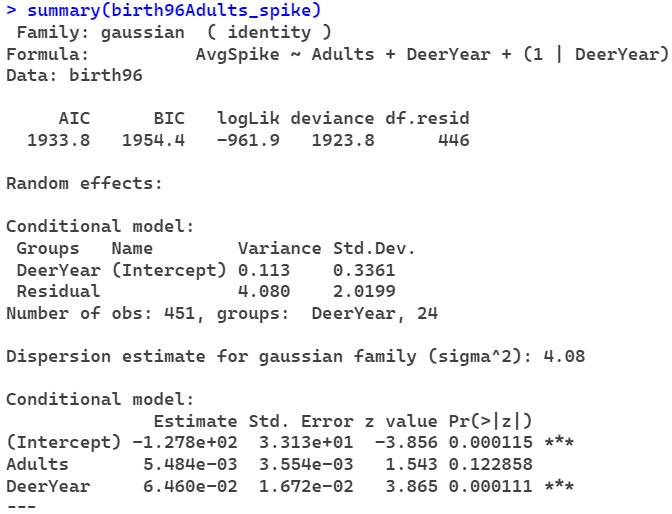 > summary(birth96Adults_spike)
 Family: gaussian  ( identity )
Formula:          AvgSpike ~ Adults + DeerYear + (1 | DeerYear)
Data: birth96

     AIC      BIC   logLik deviance df.resid
  1933.8   1954.4   -961.9   1923.8      446

Random effects:

Conditional model:
 Groups   Name        Variance Std.Dev.
 DeerYear (Intercept) 0.113    0.3361
 Residual             4.080    2.0199
Number of obs: 451, groups:  DeerYear, 24

Dispersion estimate for gaussian family (sigma^2): 4.08

Conditional model:
              Estimate Std. Error z value Pr(>|z|)
(Intercept) -1.278e+02  3.313e+01  -3.856 0.000115 ***
Adults       5.484e-03  3.554e-03   1.543 0.122858
DeerYear     6.460e-02  1.672e-02   3.865 0.000111 ***
---